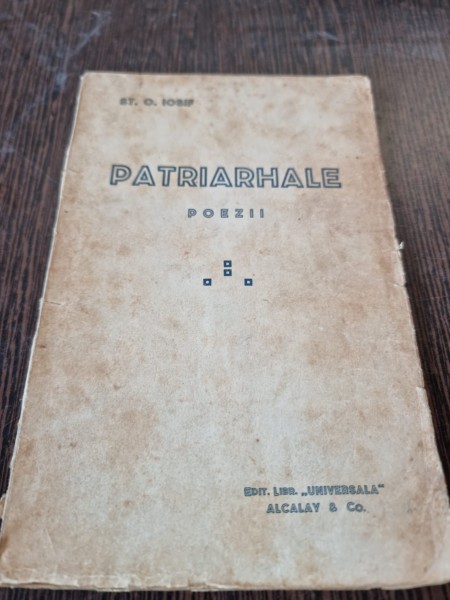 ST. O. IOSIF
PATRIARHALE
POEZII
EDIT. LIBR. „UNIVERSALA"
ALCALAY & Co.